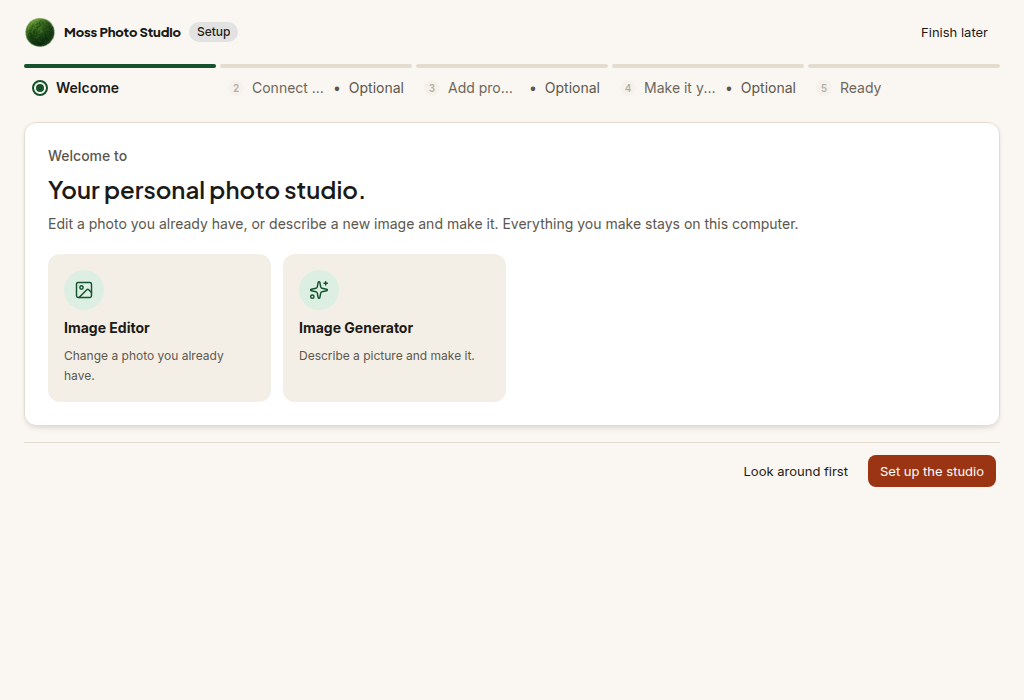 Moss Photo Studio Setup Finish later
Welcome 2 Connect ... • Optional 3 Add pro... • Optional 4 Make it y... • Optional 5 Ready
Welcome to
Your personal photo studio.
Edit a photo you already have, or describe a new image and make it. Everything you make stays on this computer.
Image Editor
Change a photo you already
have.
Image Generator
Describe a picture and make it.
Look around first Set up the studio